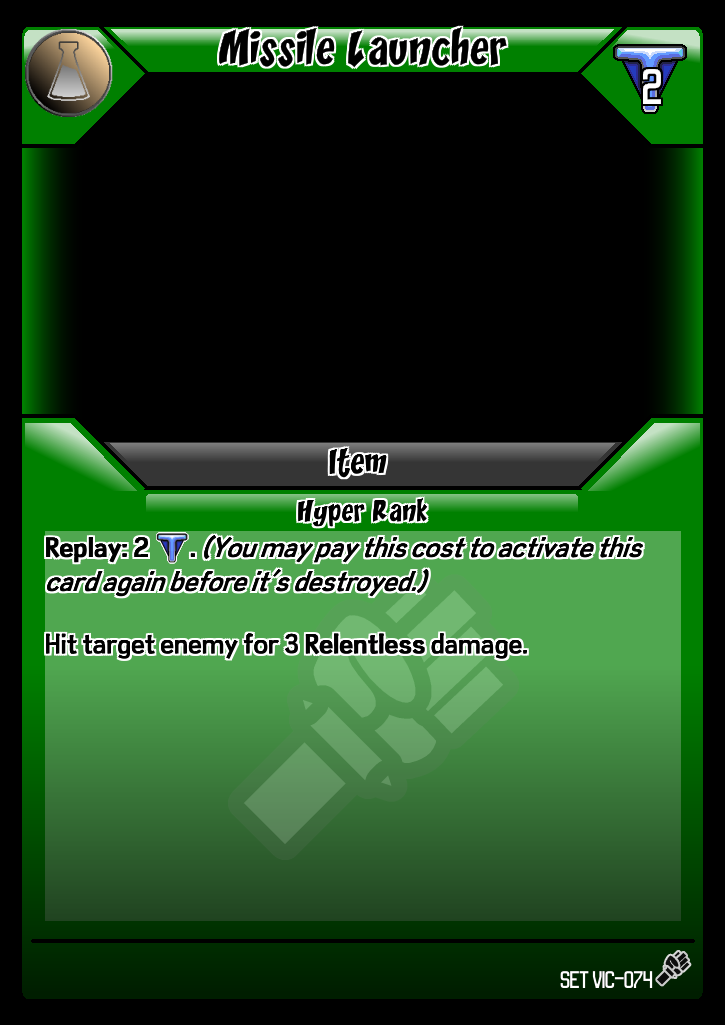 Missile Launcher
2
Item
Hyper Rank
Replay: 2 T. (You may pay this cost to activate this
card again before it's destroyed.)
Hit target enemy for 3 Relentless damage.
SET VIC-074